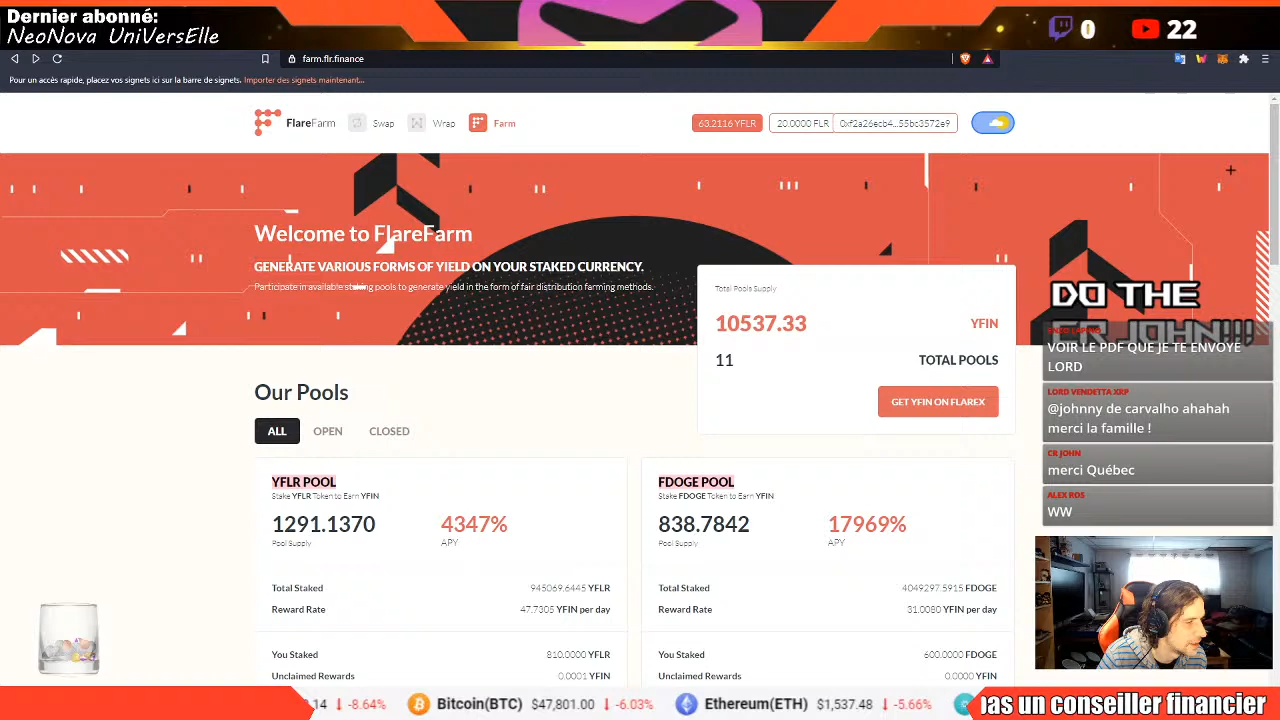 Dernier abonné:
NeoNova UniVersElle
0
22
farm.flr.finance
Pour un accès rapide, placez vos signets ici sur la barre de signets. Importer des signets maintenant...
FlareFarm
Swap
Wrap
Farm
63.2116 YFLR
20.0000 FLR
0xf2a26ecb4...55bc3572e9
Welcome to FlareFarm
GENERATE VARIOUS FORMS OF YIELD ON YOUR STAKED CURRENCY.
Participate in available staking pools to generate yield in the form of fair distribution farming methods.
Total Pools Supply
10537.33 YFIN
11 TOTAL POOLS
GET YFIN ON FLAREX
DO THE
CR JOHN!!!
VOIR LE PDF QUE JE TE ENVOYE
LORD
LORD VENDETTA XRP
@johnny de carvalho ahahah
merci la famille !
CR JOHN
merci Québec
ALEX ROS
WW
Our Pools
ALL
OPEN
CLOSED
YFLR POOL
Stake YFLR Token to Earn YFIN
1291.1370
4347%
Pool Supply
APY
Total Staked
945069.6445 YFLR
Reward Rate
47.7305 YFIN per day
You Staked
810.0000 YFLR
Unclaimed Rewards
0.0001 YFIN
FDOGE POOL
Stake FDOGE Token to Earn YFIN
838.7842
17969%
Pool Supply
APY
Total Staked
4049297.5915 FDOGE
Reward Rate
31.0080 YFIN per day
You Staked
600.0000 FDOGE
Unclaimed Rewards
0.0000 YFIN
.14 ↓ -8.64%
Bitcoin(BTC) $47,801.00 ↓ -6.03%
Ethereum(ETH) $1,537.48 ↓ -5.66%
as un conseiller financier